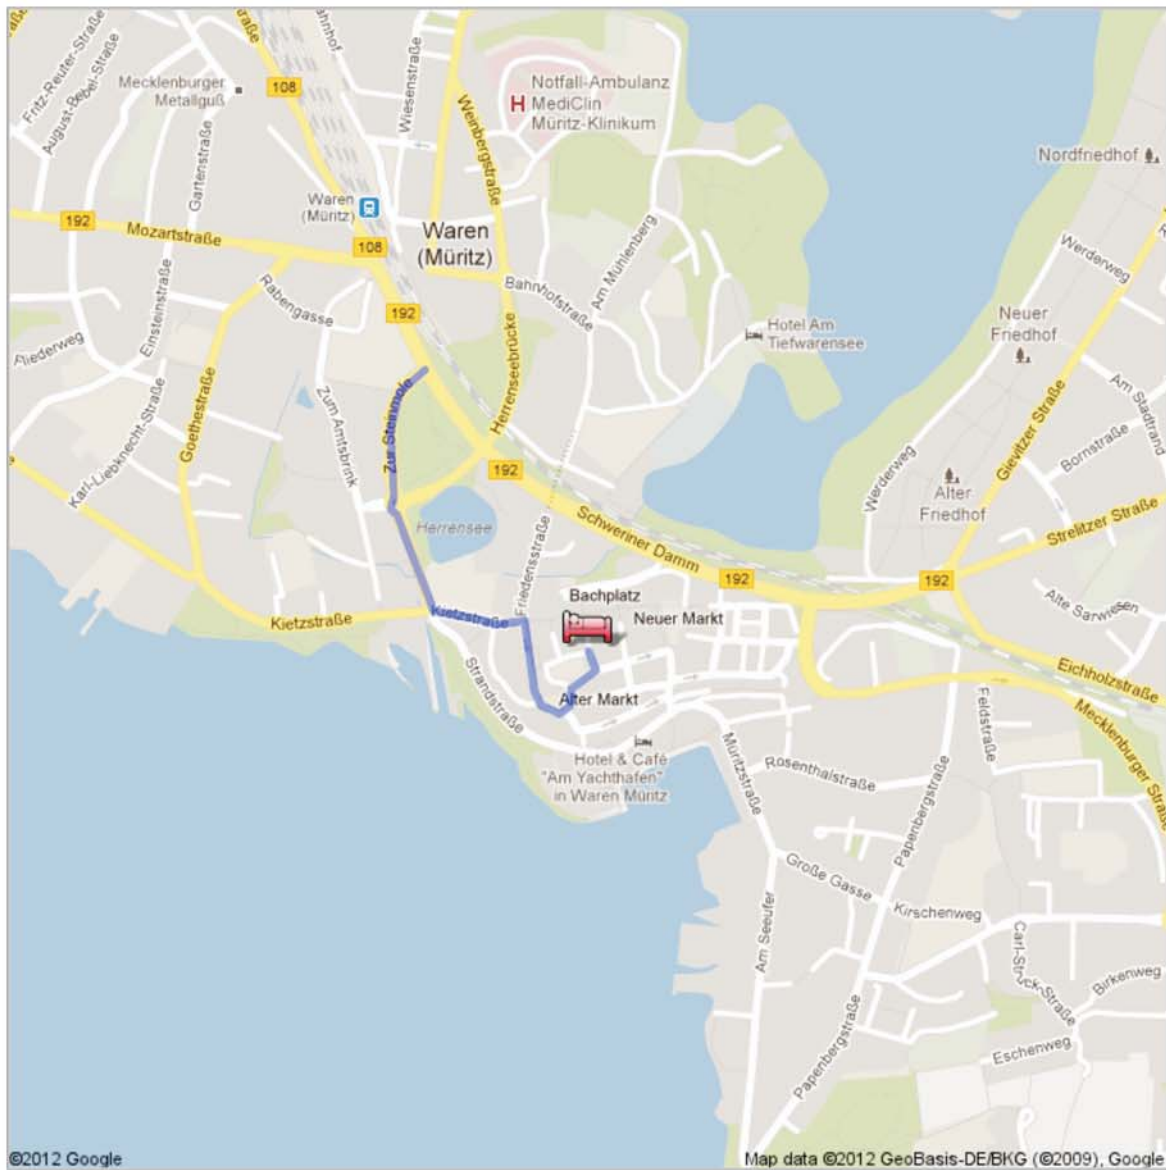 Fritz-Reuter-Straße
August-Bebel-Straße
Mecklenburger
Metallguß
108
Gartenstraße
Wiesenstraße
Weinbergstraße
H
Notfall-Ambulanz
MediClin
Müritz-Klinikum
Nordfriedhof
192
Mozartstraße
Waren
(Müritz)
108
Waren
(Müritz)
Am Mühlenberg
Werderweg
Rabengasse
192
Bahnhofstraße
Einsteinstraße
Fliederweg
Hotel Am
Tiefwarensee
Neuer
Friedhof
Herrenseebrücke
Zum Amtsbrink
Zur Steinmole
Goethestraße
Karl-Liebknecht-Straße
Am Stadtrand
Gievitzer Straße
Bornstraße
192
Werderweg
Alter
Friedhof
Herrensee
Schweriner Damm
Strelitzer Straße
192
192
Friedensstraße
Bachplatz
Neuer Markt
Alte Sarwiesen
Kietzstraße
Kietzstraße
Eichholzstraße
Strandstraße
Alter Markt
Feldstraße
Mecklenburger Straße
Hotel & Café
"Am Yachthafen"
in Waren Müritz
Müritzstraße
Rosenthalstraße
Papenbergstraße
Große Gasse
Kirschenweg
Am Seeufer
Carl-Struck-Straße
Birkenweg
Papenbergstraße
Eschenweg
©2012 Google
Map data ©2012 GeoBasis-DE/BKG (©2009), Google